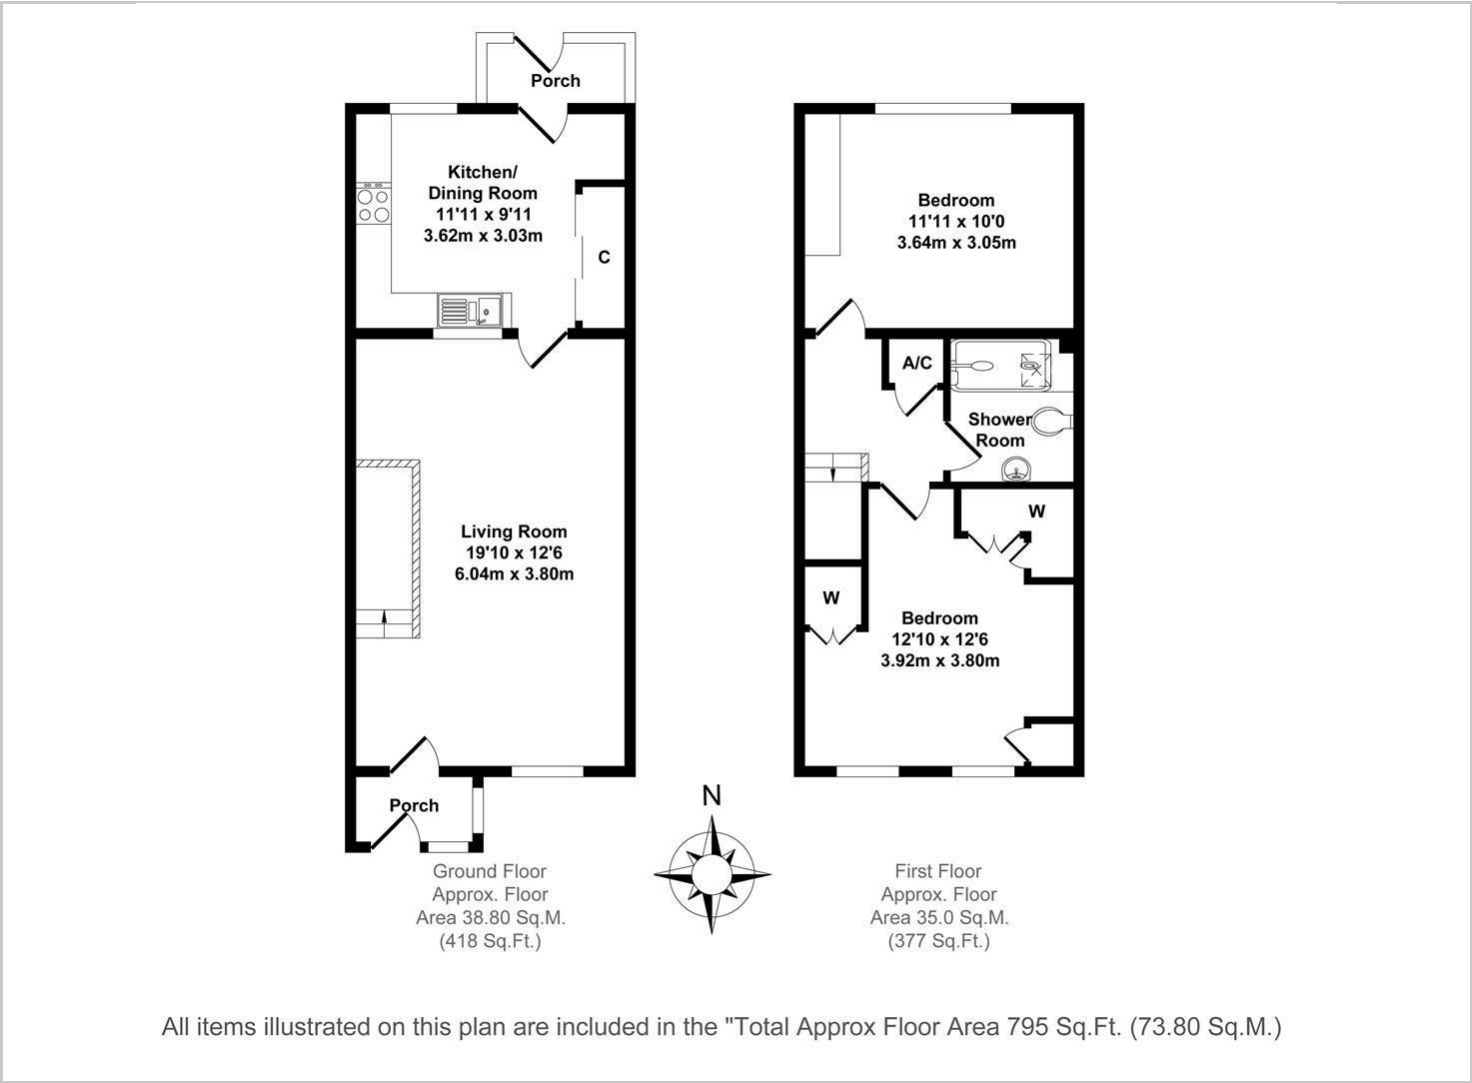 Porch
Kitchen/
Dining Room
11'11 x 9'11
3.62m x 3.03m
C
Living Room
19'10 x 12'6
6.04m x 3.80m
Porch
Ground Floor
Approx. Floor
Area 38.80 Sq.M.
(418 Sq.Ft.)
Bedroom
11'11 x 10'0
3.64m x 3.05m
A/C
Shower
Room
W
W
Bedroom
12'10 x 12'6
3.92m x 3.80m
N
First Floor
Approx. Floor
Area 35.0 Sq.M.
(377 Sq.Ft.)
All items illustrated on this plan are included in the "Total Approx Floor Area 795 Sq.Ft. (73.80 Sq.M.)